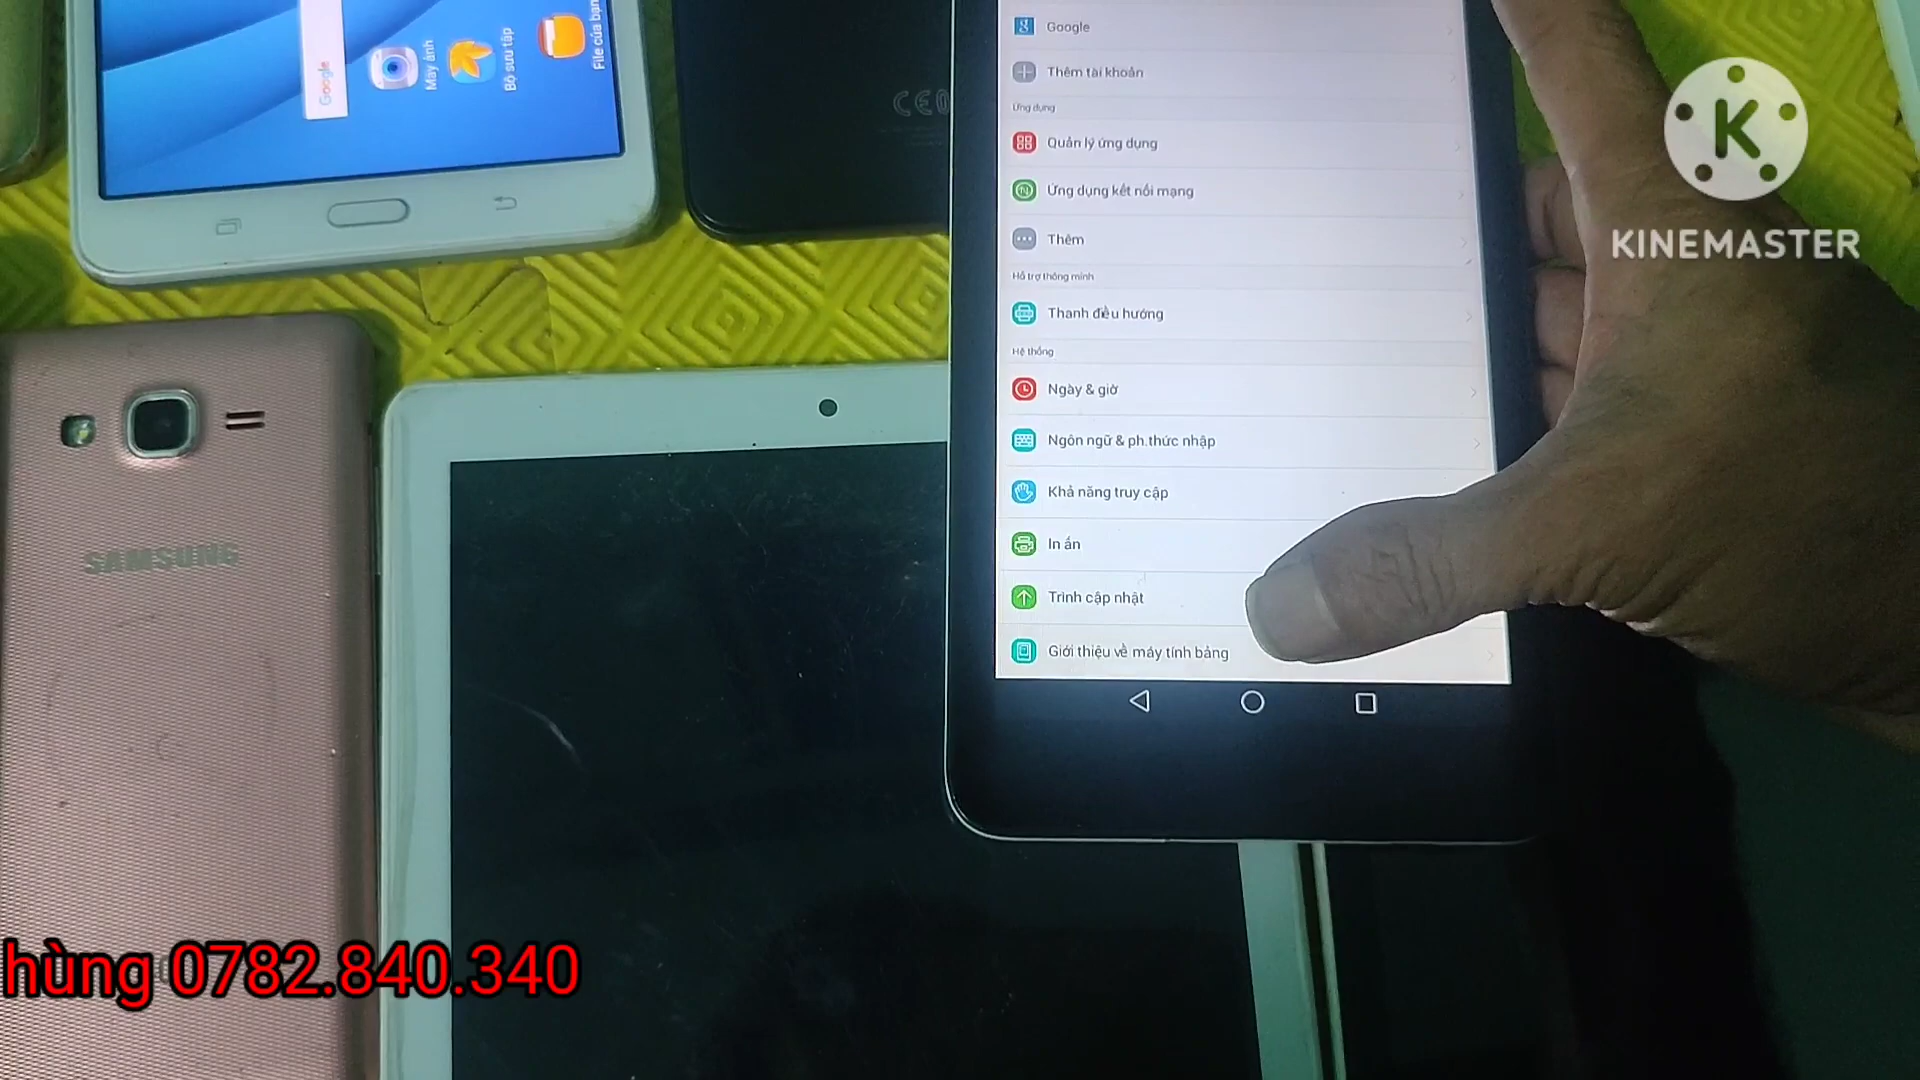 Google
Máy ảnh
Bộ sưu tập
File của bạn
CE0
Google
Thêm tài khoản
Ứng dụng
Quản lý ứng dụng
Ứng dụng kết nối mạng
Thêm
Hỗ trợ thông minh
Thanh điều hướng
Hệ thống
Ngày & giờ
Ngôn ngữ & ph.thức nhập
Khả năng truy cập
In ấn
Trình cập nhật
Giới thiệu về máy tính bảng
K
KINEMASTER
SAMSUNG
hùng 0782.840.340